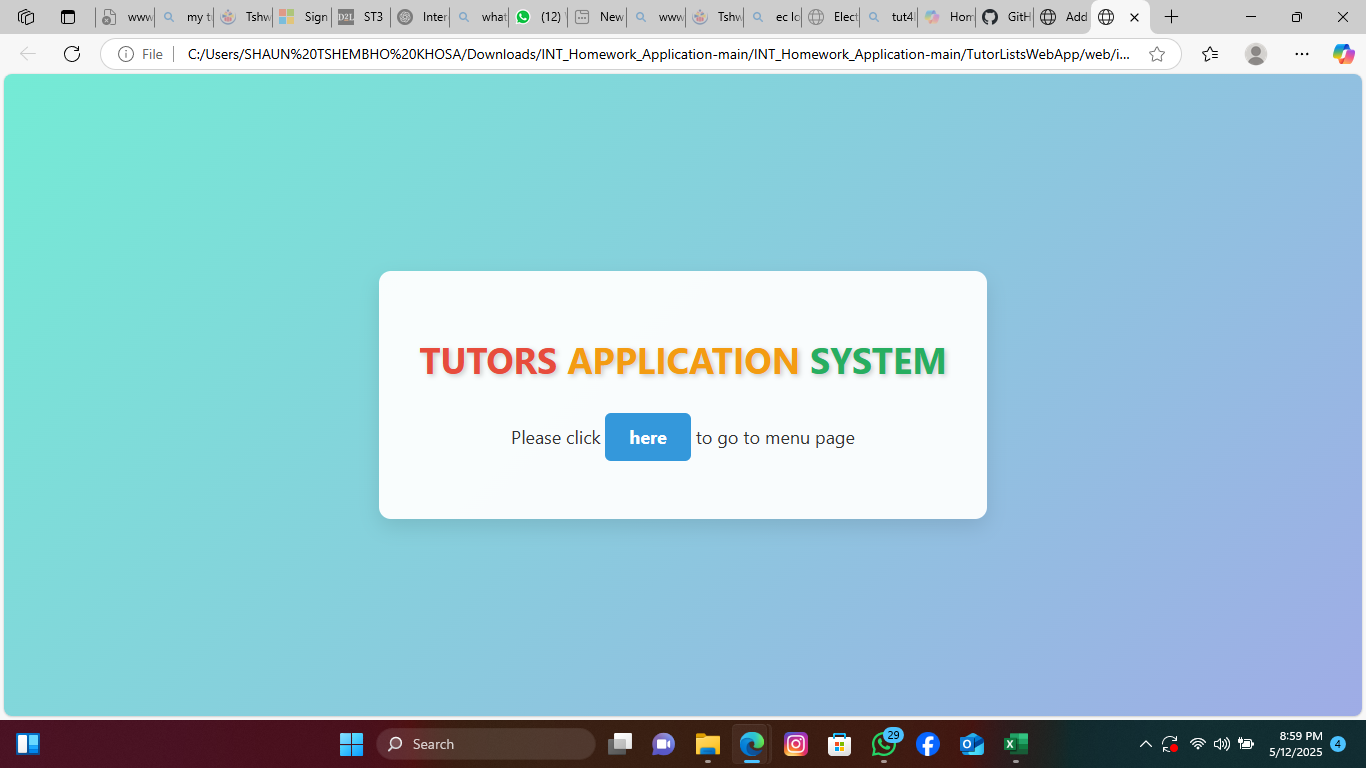 www
my t
Tshw
Sign
D2L
ST3
Inter
what
(12)
New
www
Tshw
ec lo
Elect
tut4
Hom
GitH
Add
File
C:/Users/SHAUN%20TSHEMBHO%20KHOSA/Downloads/INT_Homework_Application-main/INT_Homework_Application-main/TutorListsWebApp/web/i...
TUTORS APPLICATION SYSTEM
Please click here to go to menu page
Search
29
8:59 PM
5/12/2025
4